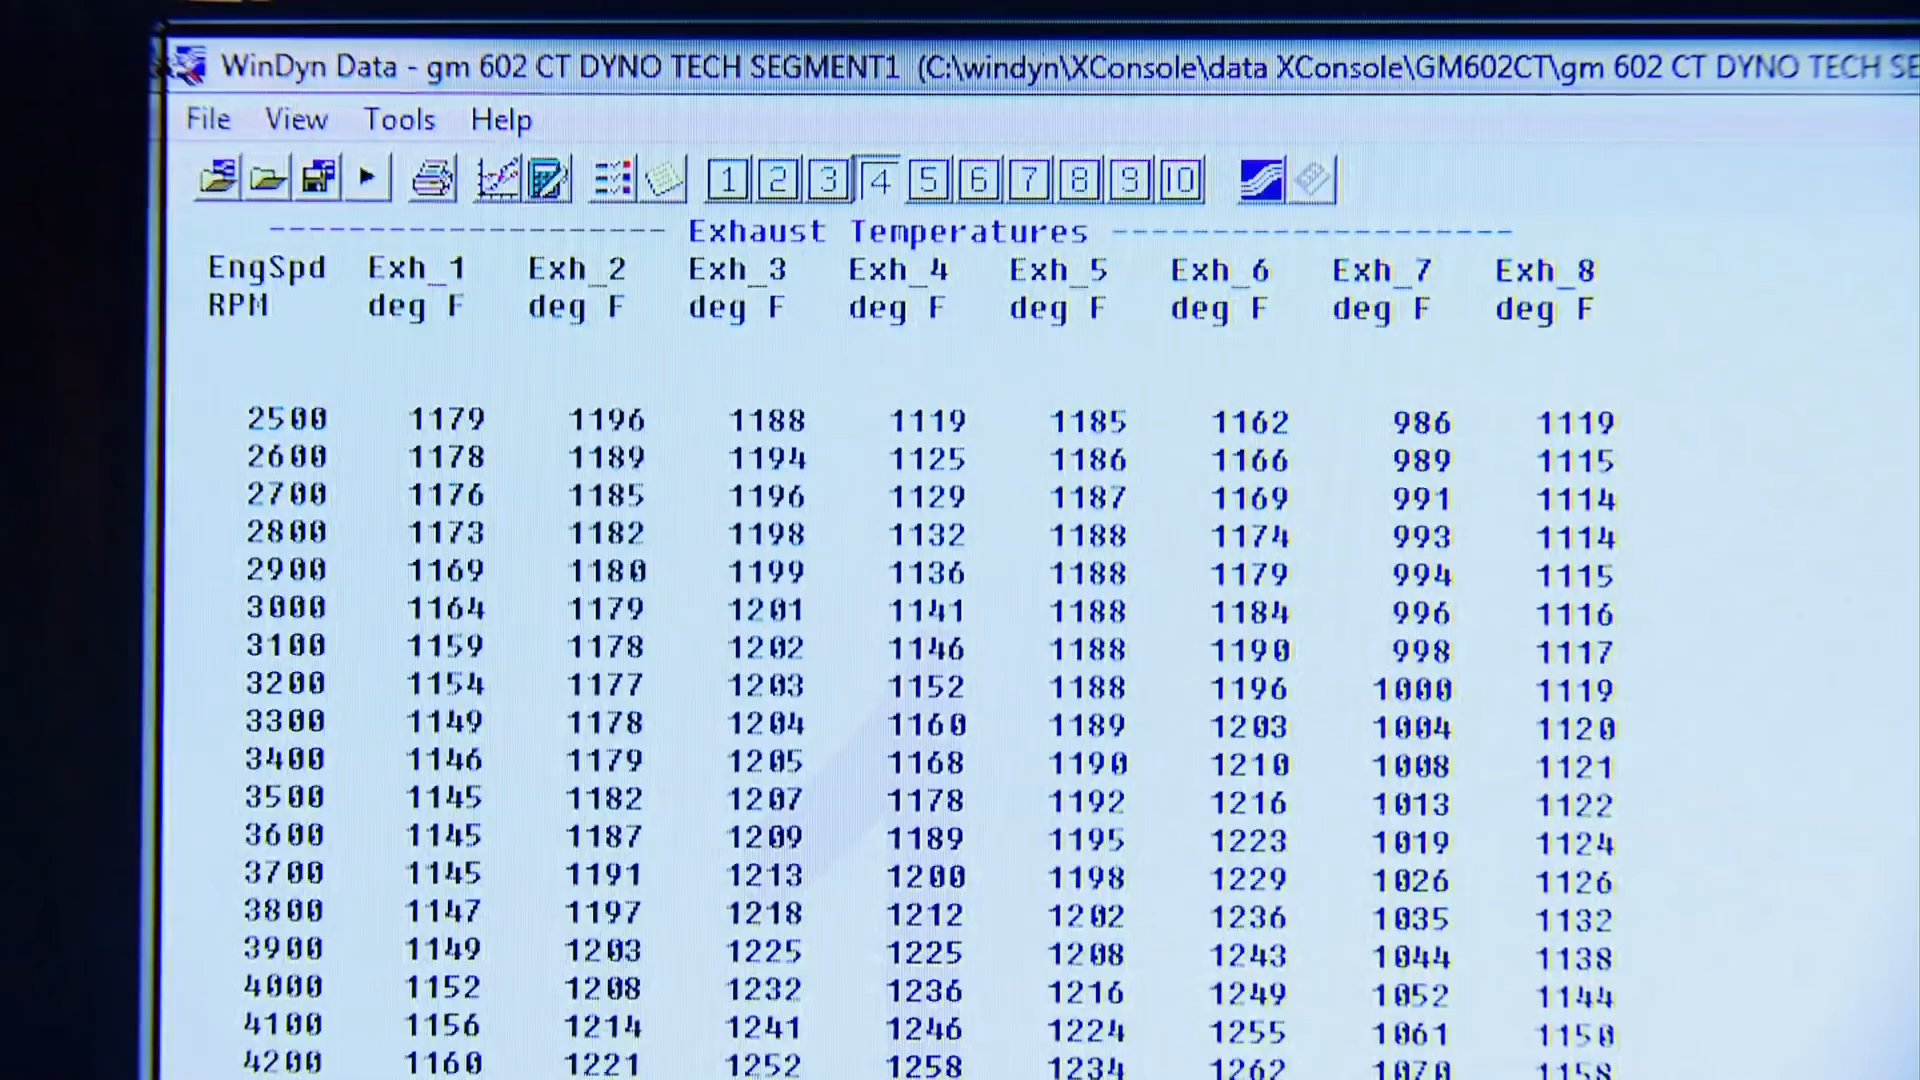 WinDyn Data - gm 602 CT DYNO TECH SEGMENT1 (C:\windyn\XConsole\data XConsole\GM602CT\gm 602 CT DYNO TECH SE
File View Tools Help
1 2 3 4 5 6 7 8 9 10
-------------------- Exhaust Temperatures --------------------
EngSpd Exh_1 Exh_2 Exh_3 Exh_4 Exh_5 Exh_6 Exh_7 Exh_8
RPM deg F deg F deg F deg F deg F deg F deg F deg F
2500 1179 1196 1188 1119 1185 1162 986 1119
2600 1178 1189 1194 1125 1186 1166 989 1115
2700 1176 1185 1196 1129 1187 1169 991 1114
2800 1173 1182 1198 1132 1188 1174 993 1114
2900 1169 1180 1199 1136 1188 1179 994 1115
3000 1164 1179 1201 1141 1188 1184 996 1116
3100 1159 1178 1202 1146 1188 1190 998 1117
3200 1154 1177 1203 1152 1188 1196 1000 1119
3300 1149 1178 1204 1160 1189 1203 1004 1120
3400 1146 1179 1205 1168 1190 1210 1008 1121
3500 1145 1182 1207 1178 1192 1216 1013 1122
3600 1145 1187 1209 1189 1195 1223 1019 1124
3700 1145 1191 1213 1200 1198 1229 1026 1126
3800 1147 1197 1218 1212 1202 1236 1035 1132
3900 1149 1203 1225 1225 1208 1243 1044 1138
4000 1152 1208 1232 1236 1216 1249 1052 1144
4100 1156 1214 1241 1246 1224 1255 1061 1150
4200 1160 1221 1252 1258 1234 1262 1070 1158